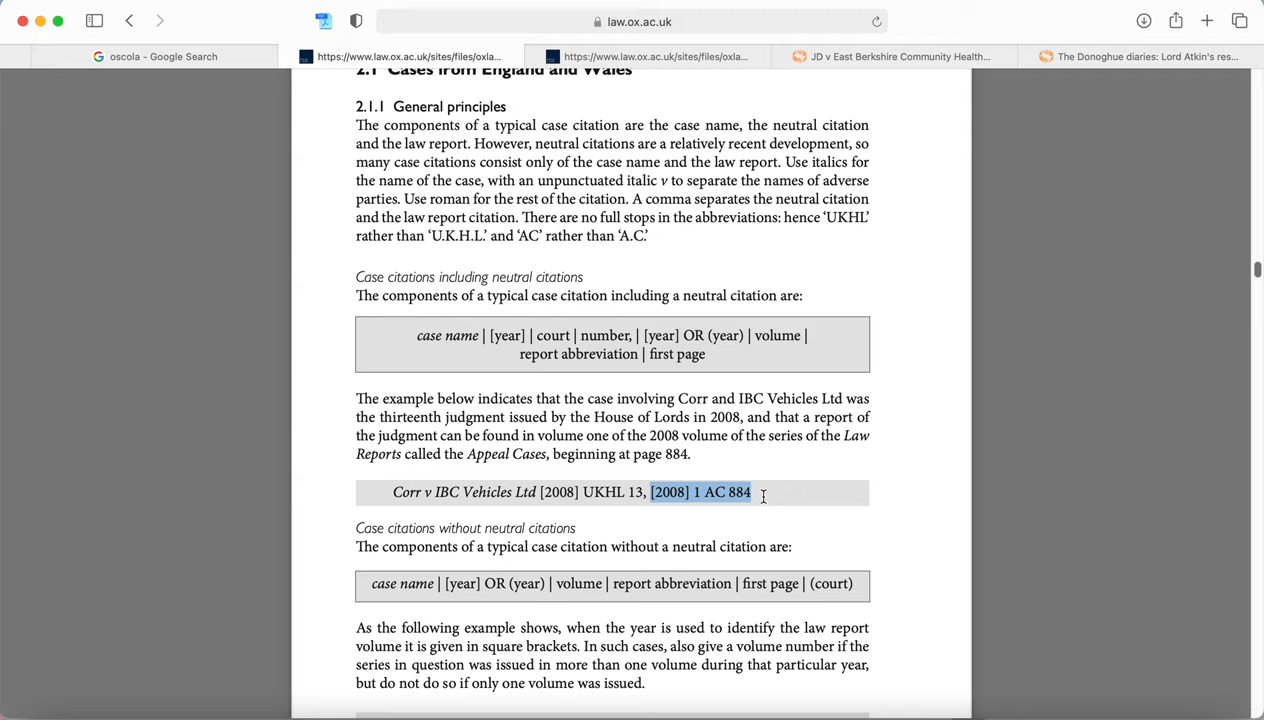 law.ox.ac.uk
oscola - Google Search
https://www.law.ox.ac.uk/sites/files/oxla...
https://www.law.ox.ac.uk/sites/files/oxla...
JD v East Berkshire Community Health...
The Donoghue diaries: Lord Atkin's res...
2.1 Cases from England and Wales
2.1.1 General principles
The components of a typical case citation are the case name, the neutral citation
and the law report. However, neutral citations are a relatively recent development, so
many case citations consist only of the case name and the law report. Use italics for
the name of the case, with an unpunctuated italic v to separate the names of adverse
parties. Use roman for the rest of the citation. A comma separates the neutral citation
and the law report citation. There are no full stops in the abbreviations: hence ‘UKHL’
rather than ‘U.K.H.L.’ and ‘AC’ rather than ‘A.C.’
Case citations including neutral citations
The components of a typical case citation including a neutral citation are:
case name | [year] | court | number, | [year] OR (year) | volume |
report abbreviation | first page
The example below indicates that the case involving Corr and IBC Vehicles Ltd was
the thirteenth judgment issued by the House of Lords in 2008, and that a report of
the judgment can be found in volume one of the 2008 volume of the series of the Law
Reports called the Appeal Cases, beginning at page 884.
Corr v IBC Vehicles Ltd [2008] UKHL 13, [2008] 1 AC 884
Case citations without neutral citations
The components of a typical case citation without a neutral citation are:
case name | [year] OR (year) | volume | report abbreviation | first page | (court)
As the following example shows, when the year is used to identify the law report
volume it is given in square brackets. In such cases, also give a volume number if the
series in question was issued in more than one volume during that particular year,
but do not do so if only one volume was issued.